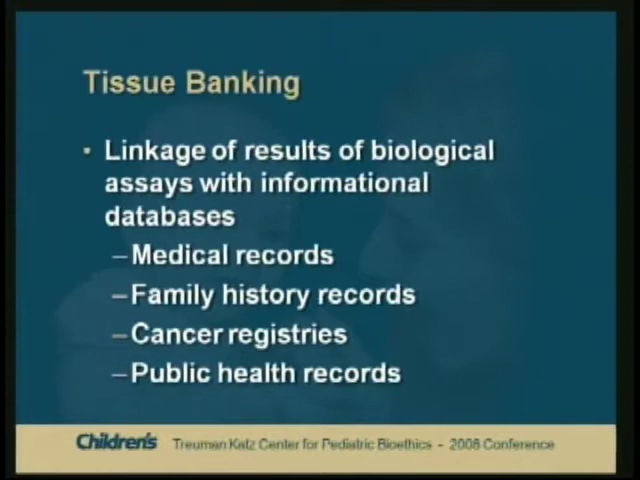 Tissue Banking
• Linkage of results of biological
assays with informational
databases
–Medical records
–Family history records
–Cancer registries
–Public health records
Children's Treuman Katz Center for Pediatric Bioethics - 2008 Conference